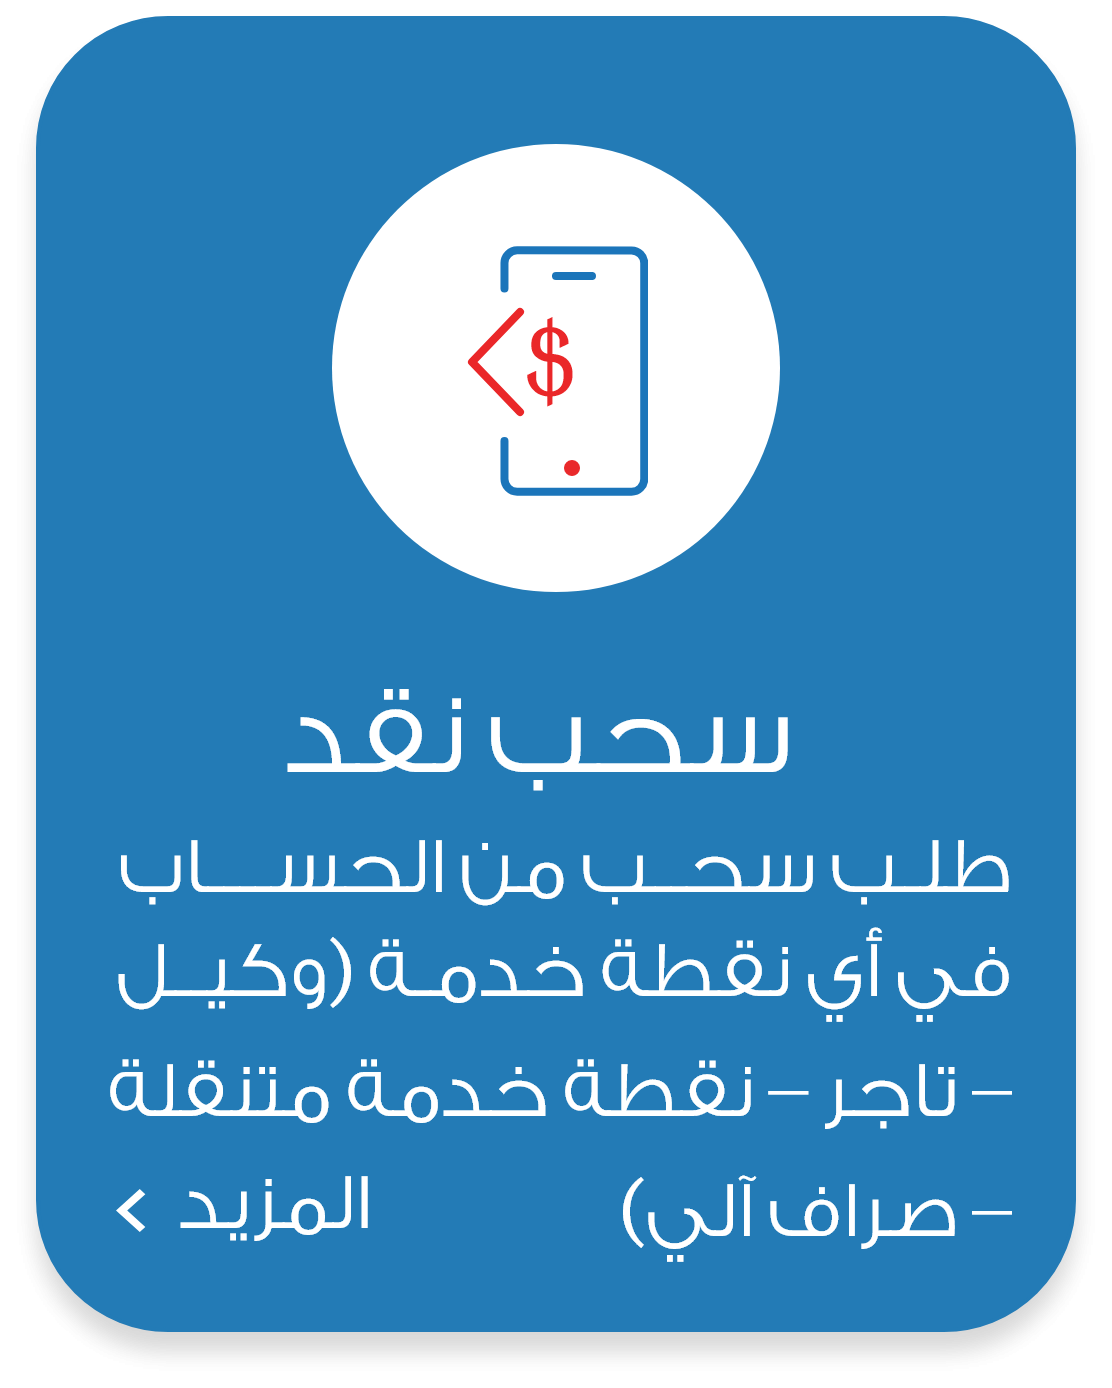 $
سحب نقد
طلب سحب من الحساب
في أي نقطة خدمة (وكيل
– تاجر – نقطة خدمة متنقلة
– صراف آلي) المزيد >